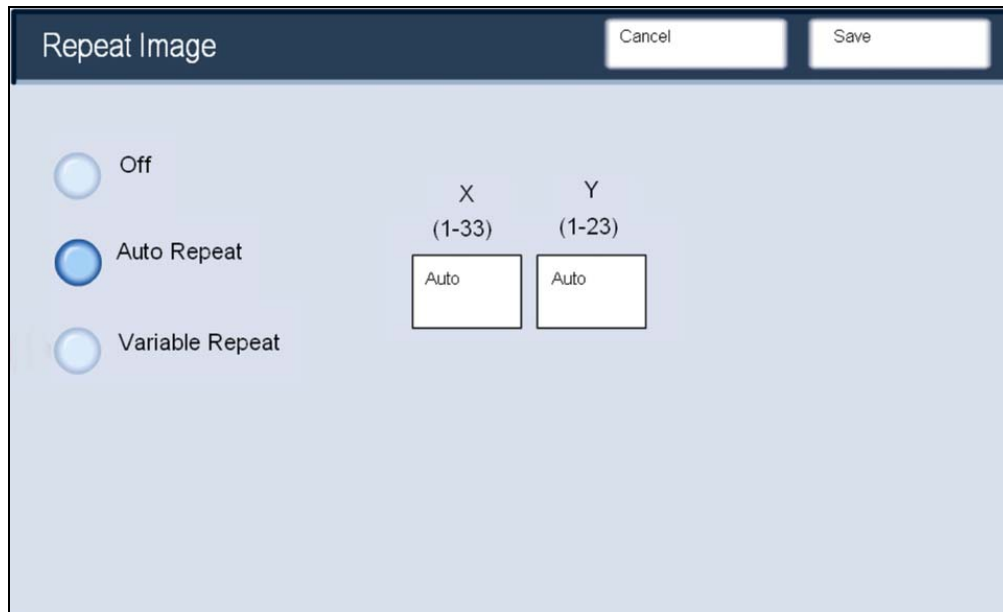 Repeat Image
Cancel
Save
Off
Auto Repeat
Variable Repeat
X
Y
(1-33)
(1-23)
Auto
Auto